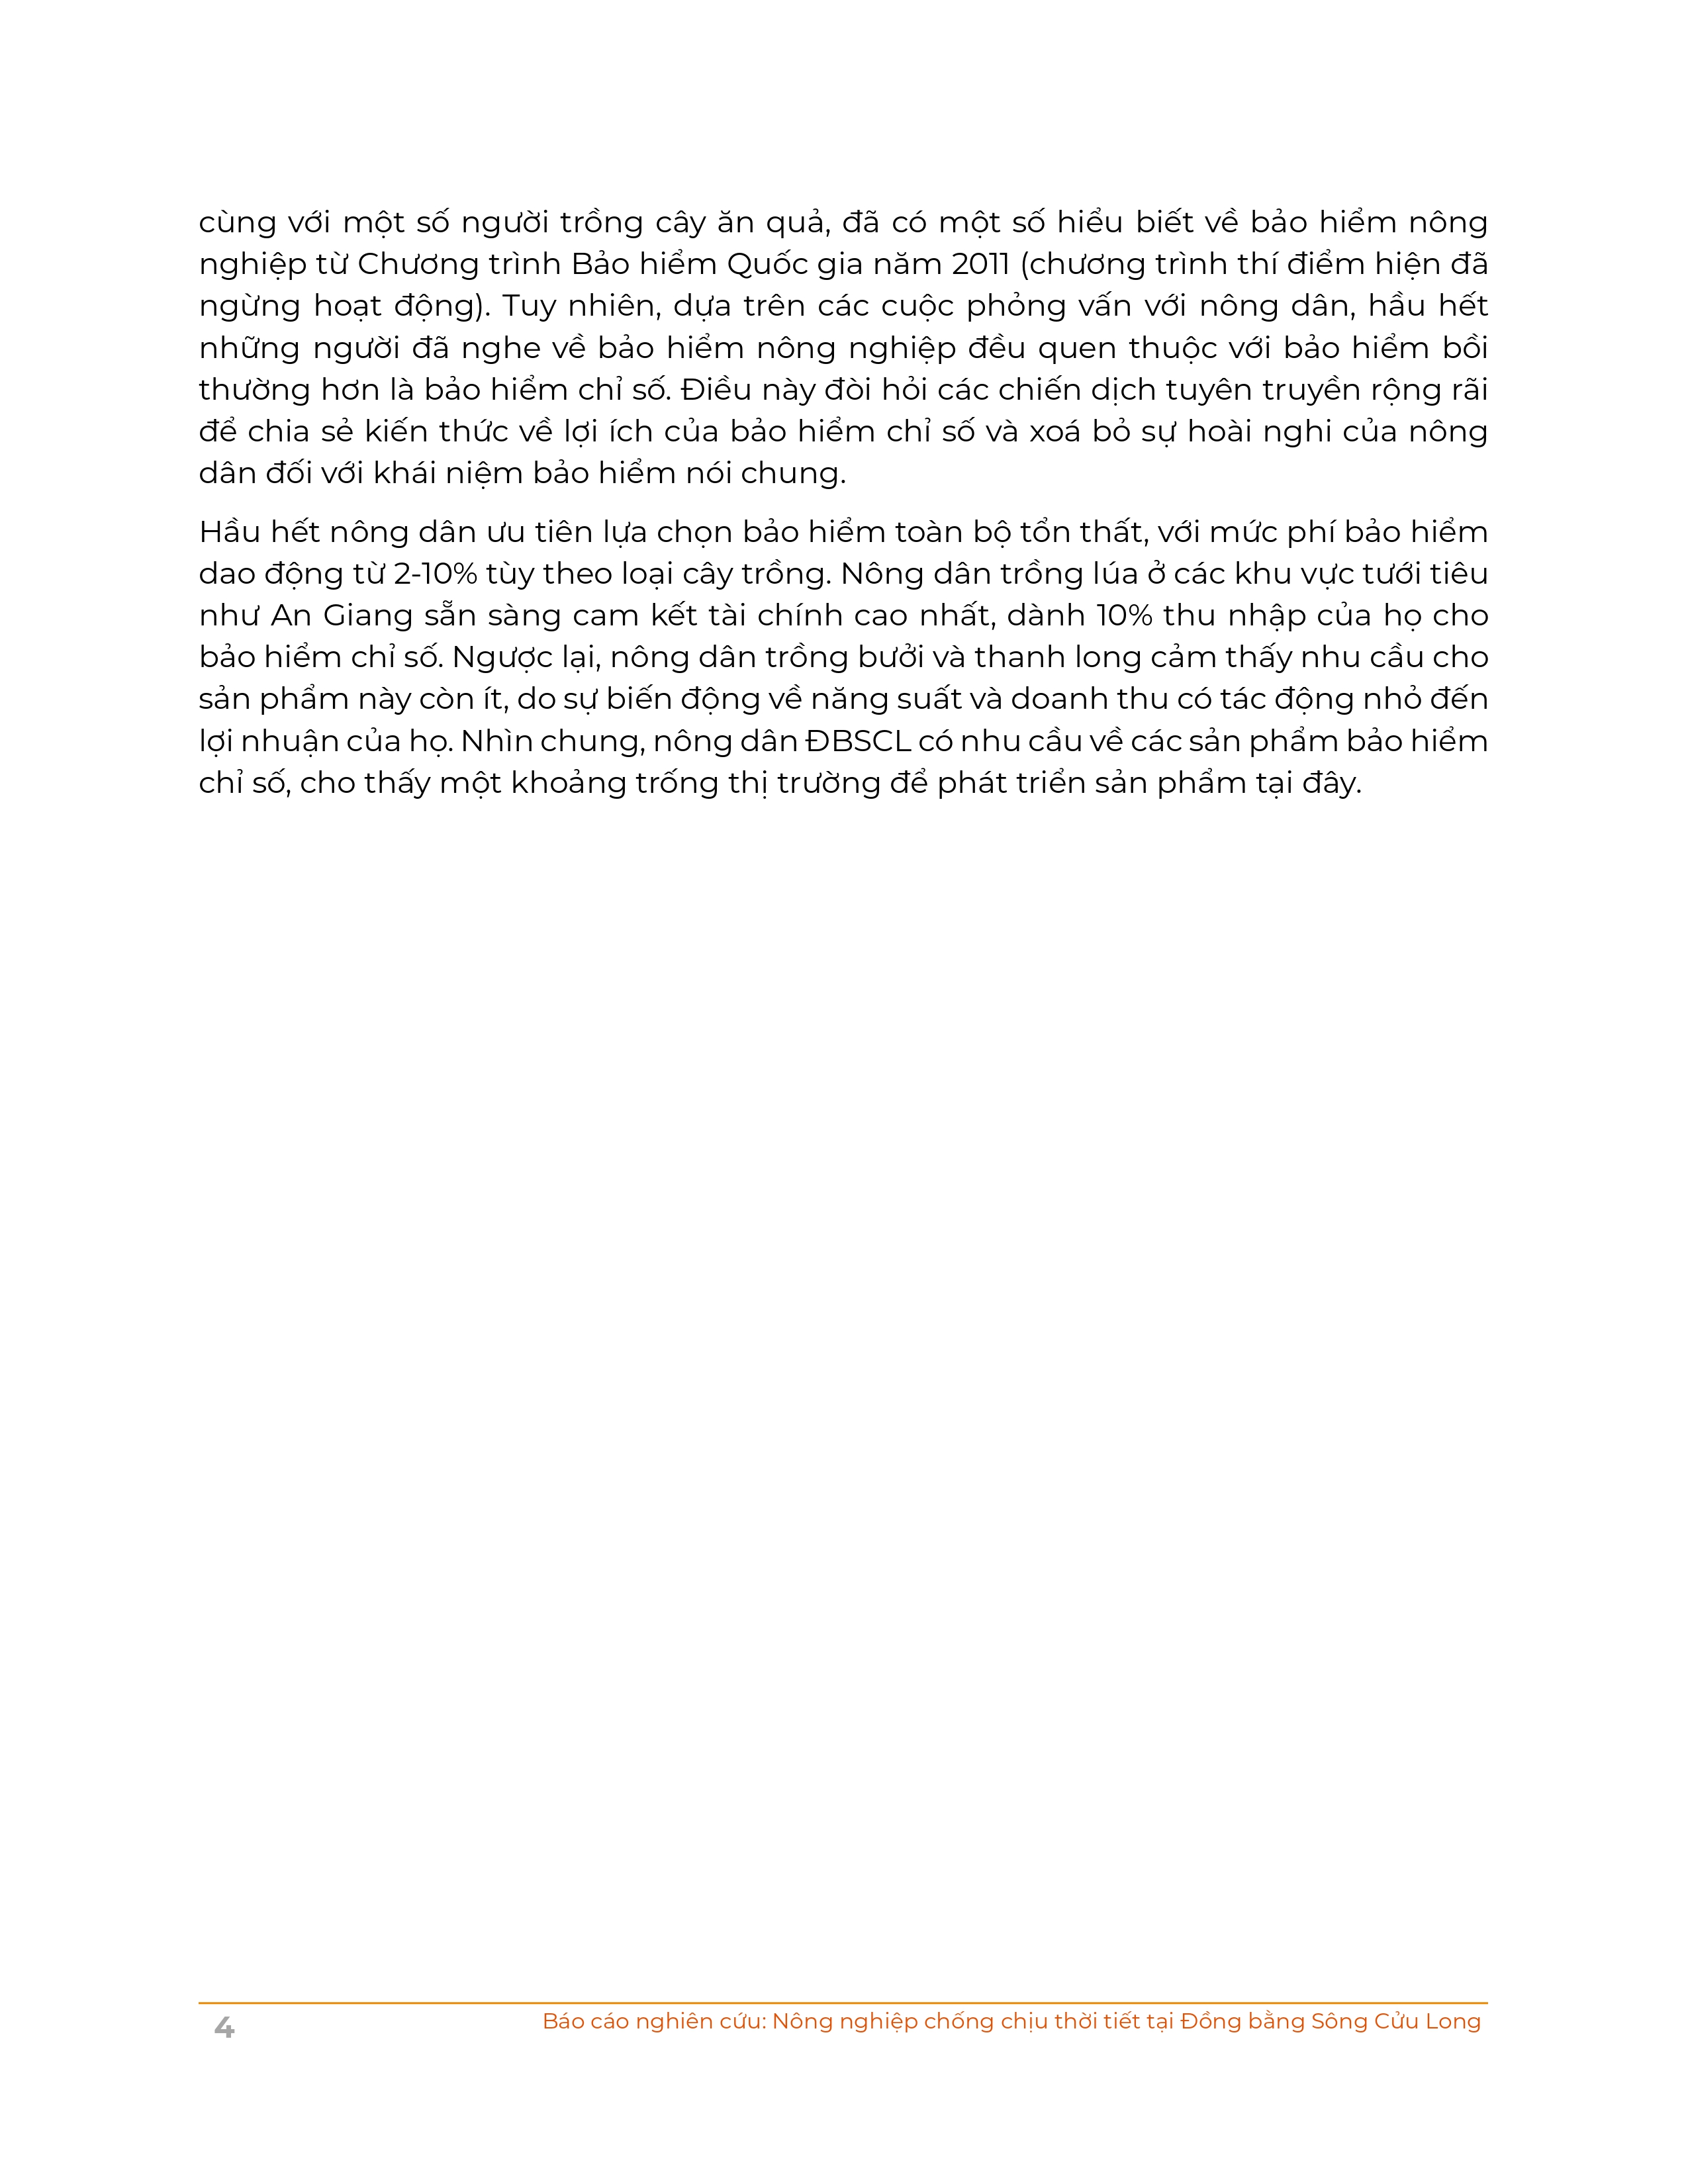 cùng với một số người trồng cây ăn quả, đã có một số hiểu biết về bảo hiểm nông
nghiệp từ Chương trình Bảo hiểm Quốc gia năm 2011 (chương trình thí điểm hiện đã
ngừng hoạt động). Tuy nhiên, dựa trên các cuộc phỏng vấn với nông dân, hầu hết
những người đã nghe về bảo hiểm nông nghiệp đều quen thuộc với bảo hiểm bồi
thường hơn là bảo hiểm chỉ số. Điều này đòi hỏi các chiến dịch tuyên truyền rộng rãi
để chia sẻ kiến thức về lợi ích của bảo hiểm chỉ số và xoá bỏ sự hoài nghi của nông
dân đối với khái niệm bảo hiểm nói chung.
Hầu hết nông dân ưu tiên lựa chọn bảo hiểm toàn bộ tổn thất, với mức phí bảo hiểm
dao động từ 2-10% tùy theo loại cây trồng. Nông dân trồng lúa ở các khu vực tưới tiêu
như An Giang sẵn sàng cam kết tài chính cao nhất, dành 10% thu nhập của họ cho
bảo hiểm chỉ số. Ngược lại, nông dân trồng bưởi và thanh long cảm thấy nhu cầu cho
sản phẩm này còn ít, do sự biến động về năng suất và doanh thu có tác động nhỏ đến
lợi nhuận của họ. Nhìn chung, nông dân ĐBSCL có nhu cầu về các sản phẩm bảo hiểm
chỉ số, cho thấy một khoảng trống thị trường để phát triển sản phẩm tại đây.
4 Báo cáo nghiên cứu: Nông nghiệp chống chịu thời tiết tại Đồng bằng Sông Cửu Long